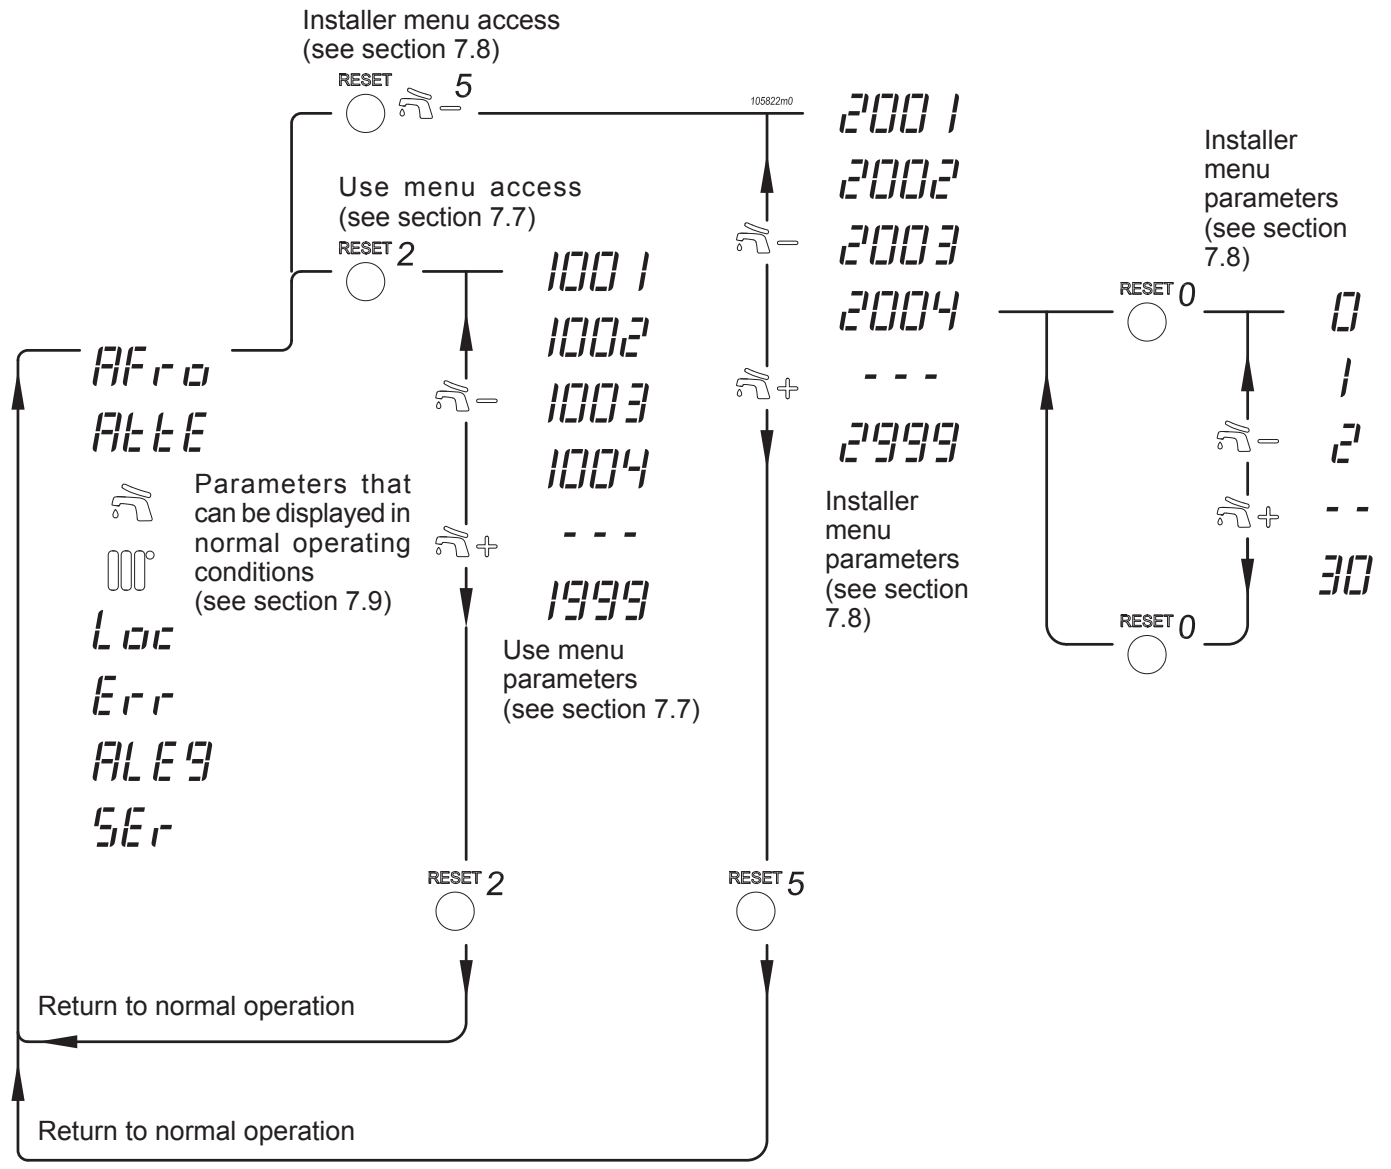 Installer menu access
(see section 7.8)
RESET
5
105822m0
2001
2002
2003
2004
- - -
2999
Installer
menu
parameters
(see section
7.8)
Installer
menu
parameters
(see section
7.8)
RESET 0
0
1
2
- -
30
RESET 0
Use menu access
(see section 7.7)
RESET 2
1001
1002
1003
1004
- - -
1999
Use menu
parameters
(see section 7.7)
AFro
AttE
Parameters that
can be displayed in
normal operating
conditions
(see section 7.9)
Loc
Err
ALE9
SEr
RESET 2
RESET 5
Return to normal operation
Return to normal operation